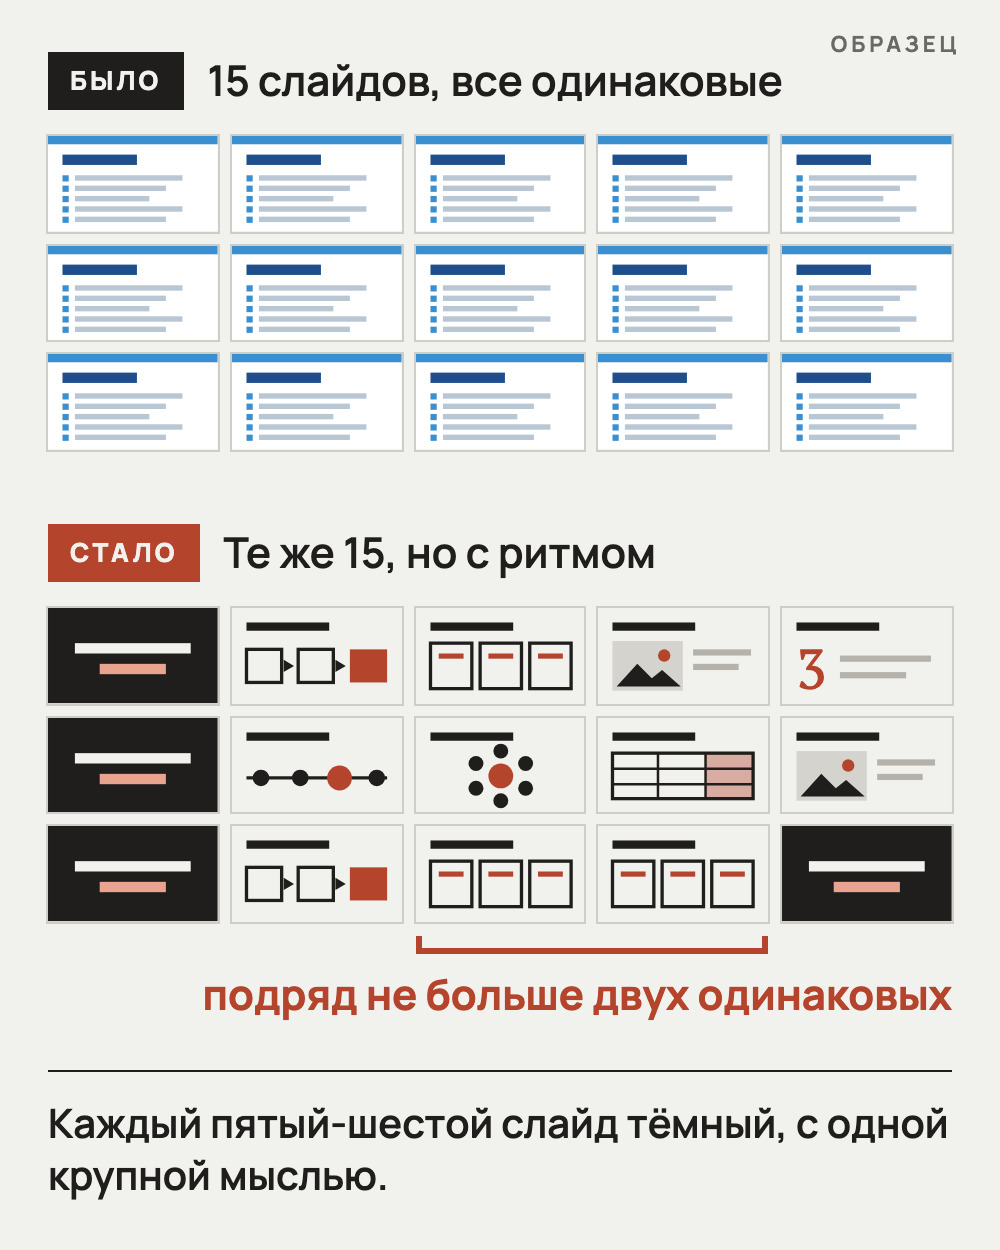 ОБРАЗЕЦ
БЫЛО 15 слайдов, все одинаковые
СТАЛО Те же 15, но с ритмом
3
подряд не больше двух одинаковых
Каждый пятый-шестой слайд тёмный, с одной
крупной мыслью.